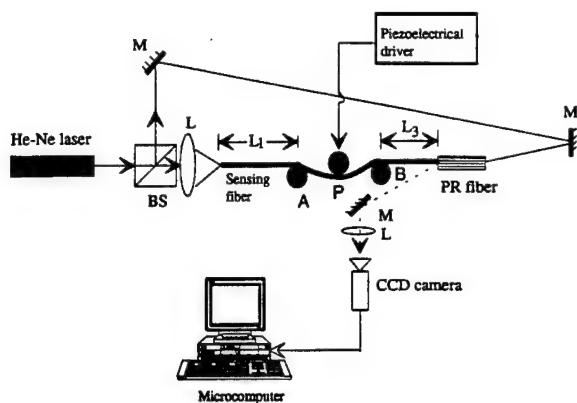 Piezoelectrical
driver
M
He-Ne laser
L
L1
L3
M
BS
Sensing
fiber
A
P
B
PR fiber
M
L
CCD camera
Microcomputer